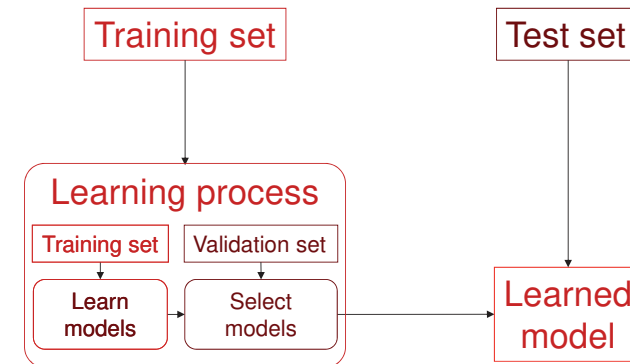 Training set
Test set
Learning process
Training set
Validation set
Learn
models
Select
models
Learned
model